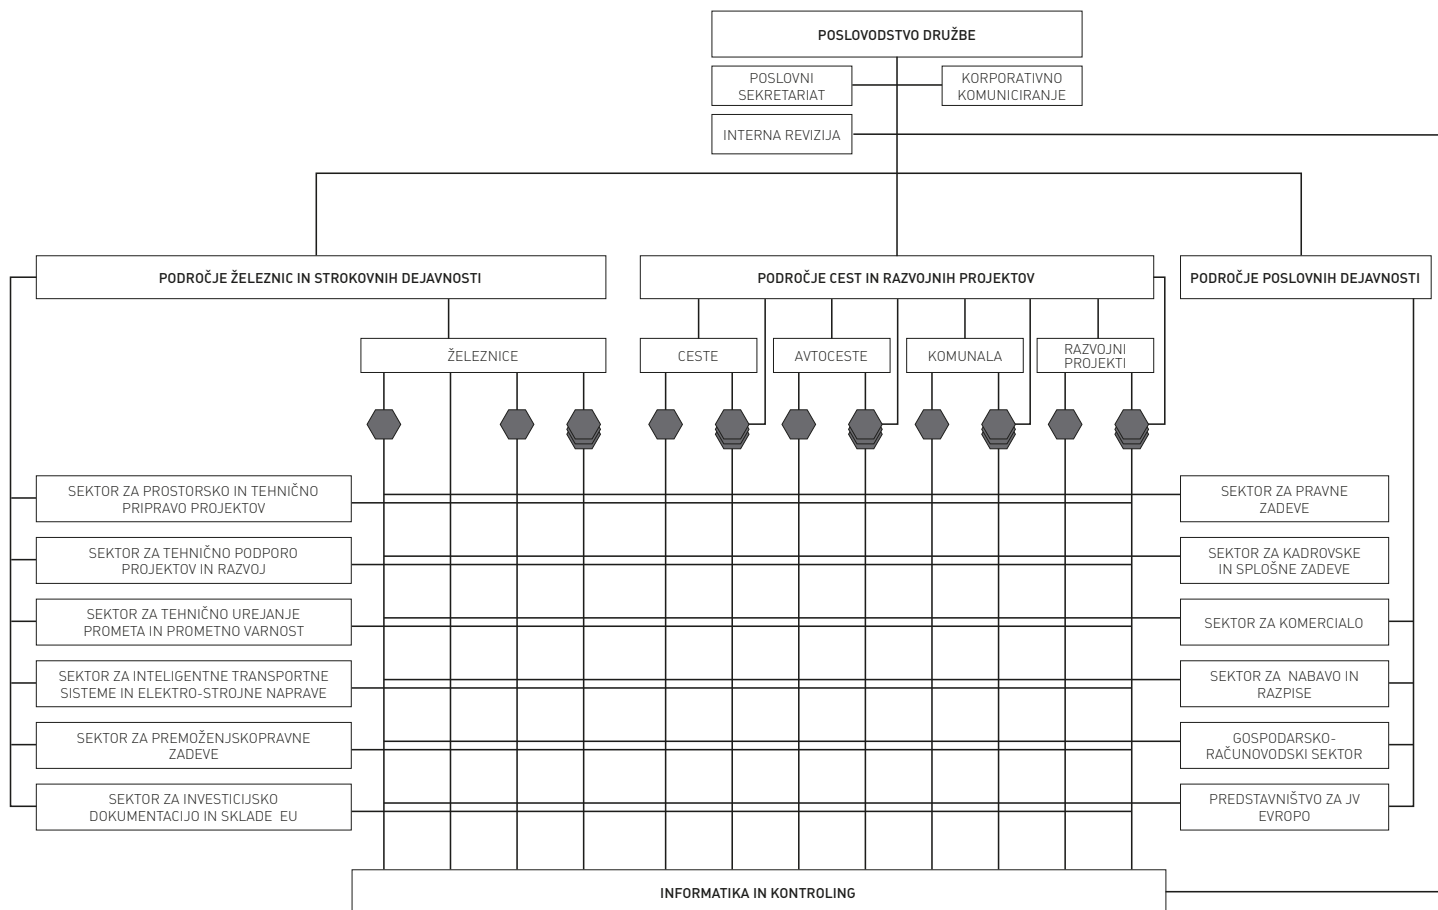 POSLOVODSTVO DRUŽBE
POSLOVNI
SEKRETARIAT
KORPORATIVNO
KOMUNICIRANJE
INTERNA REVIZIJA
PODROČJE ŽELEZNIC IN STROKOVNIH DEJAVNOSTI
PODROČJE CEST IN RAZVOJNIH PROJEKTOV
PODROČJE POSLOVNIH DEJAVNOSTI
ŽELEZNICE
CESTE
AVTOCESTE
KOMUNALA
RAZVOJNI
PROJEKTI
SEKTOR ZA PROSTORSKO IN TEHNIČNO
PRIPRAVO PROJEKTOV
SEKTOR ZA PRAVNE
ZADEVE
SEKTOR ZA TEHNIČNO PODPORO
PROJEKTOV IN RAZVOJ
SEKTOR ZA KADROVSKE
IN SPLOŠNE ZADEVE
SEKTOR ZA TEHNIČNO UREJANJE
PROMETA IN PROMETNO VARNOST
SEKTOR ZA KOMERCIALO
SEKTOR ZA INTELIGENTNE TRANSPORTNE
SISTEME IN ELEKTRO-STROJNE NAPRAVE
SEKTOR ZA NABAVO IN
RAZPISE
SEKTOR ZA PREMOŽENJSKOPRAVNE
ZADEVE
GOSPODARSKO-
RAČUNOVODSKI SEKTOR
SEKTOR ZA INVESTICIJSKO
DOKUMENTACIJO IN SKLADE EU
PREDSTAVNIŠTVO ZA JV
EVROPO
INFORMATIKA IN KONTROLING